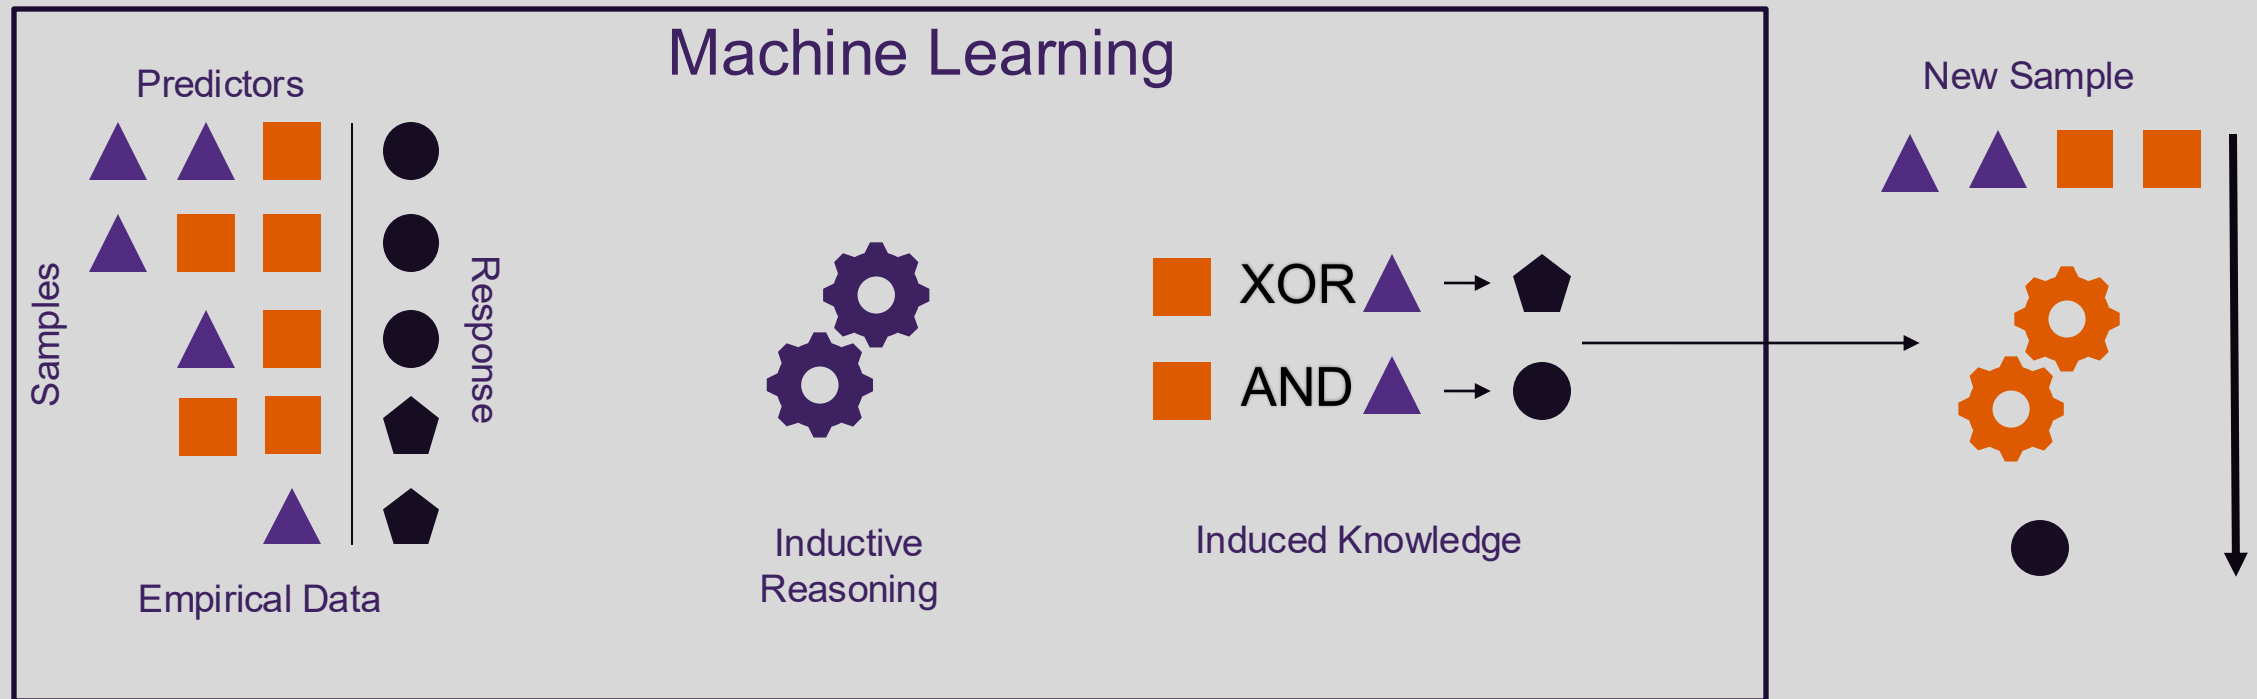 Machine Learning
Predictors
Samples
Response
Empirical Data
Inductive
Reasoning
XOR
AND
Induced Knowledge
New Sample